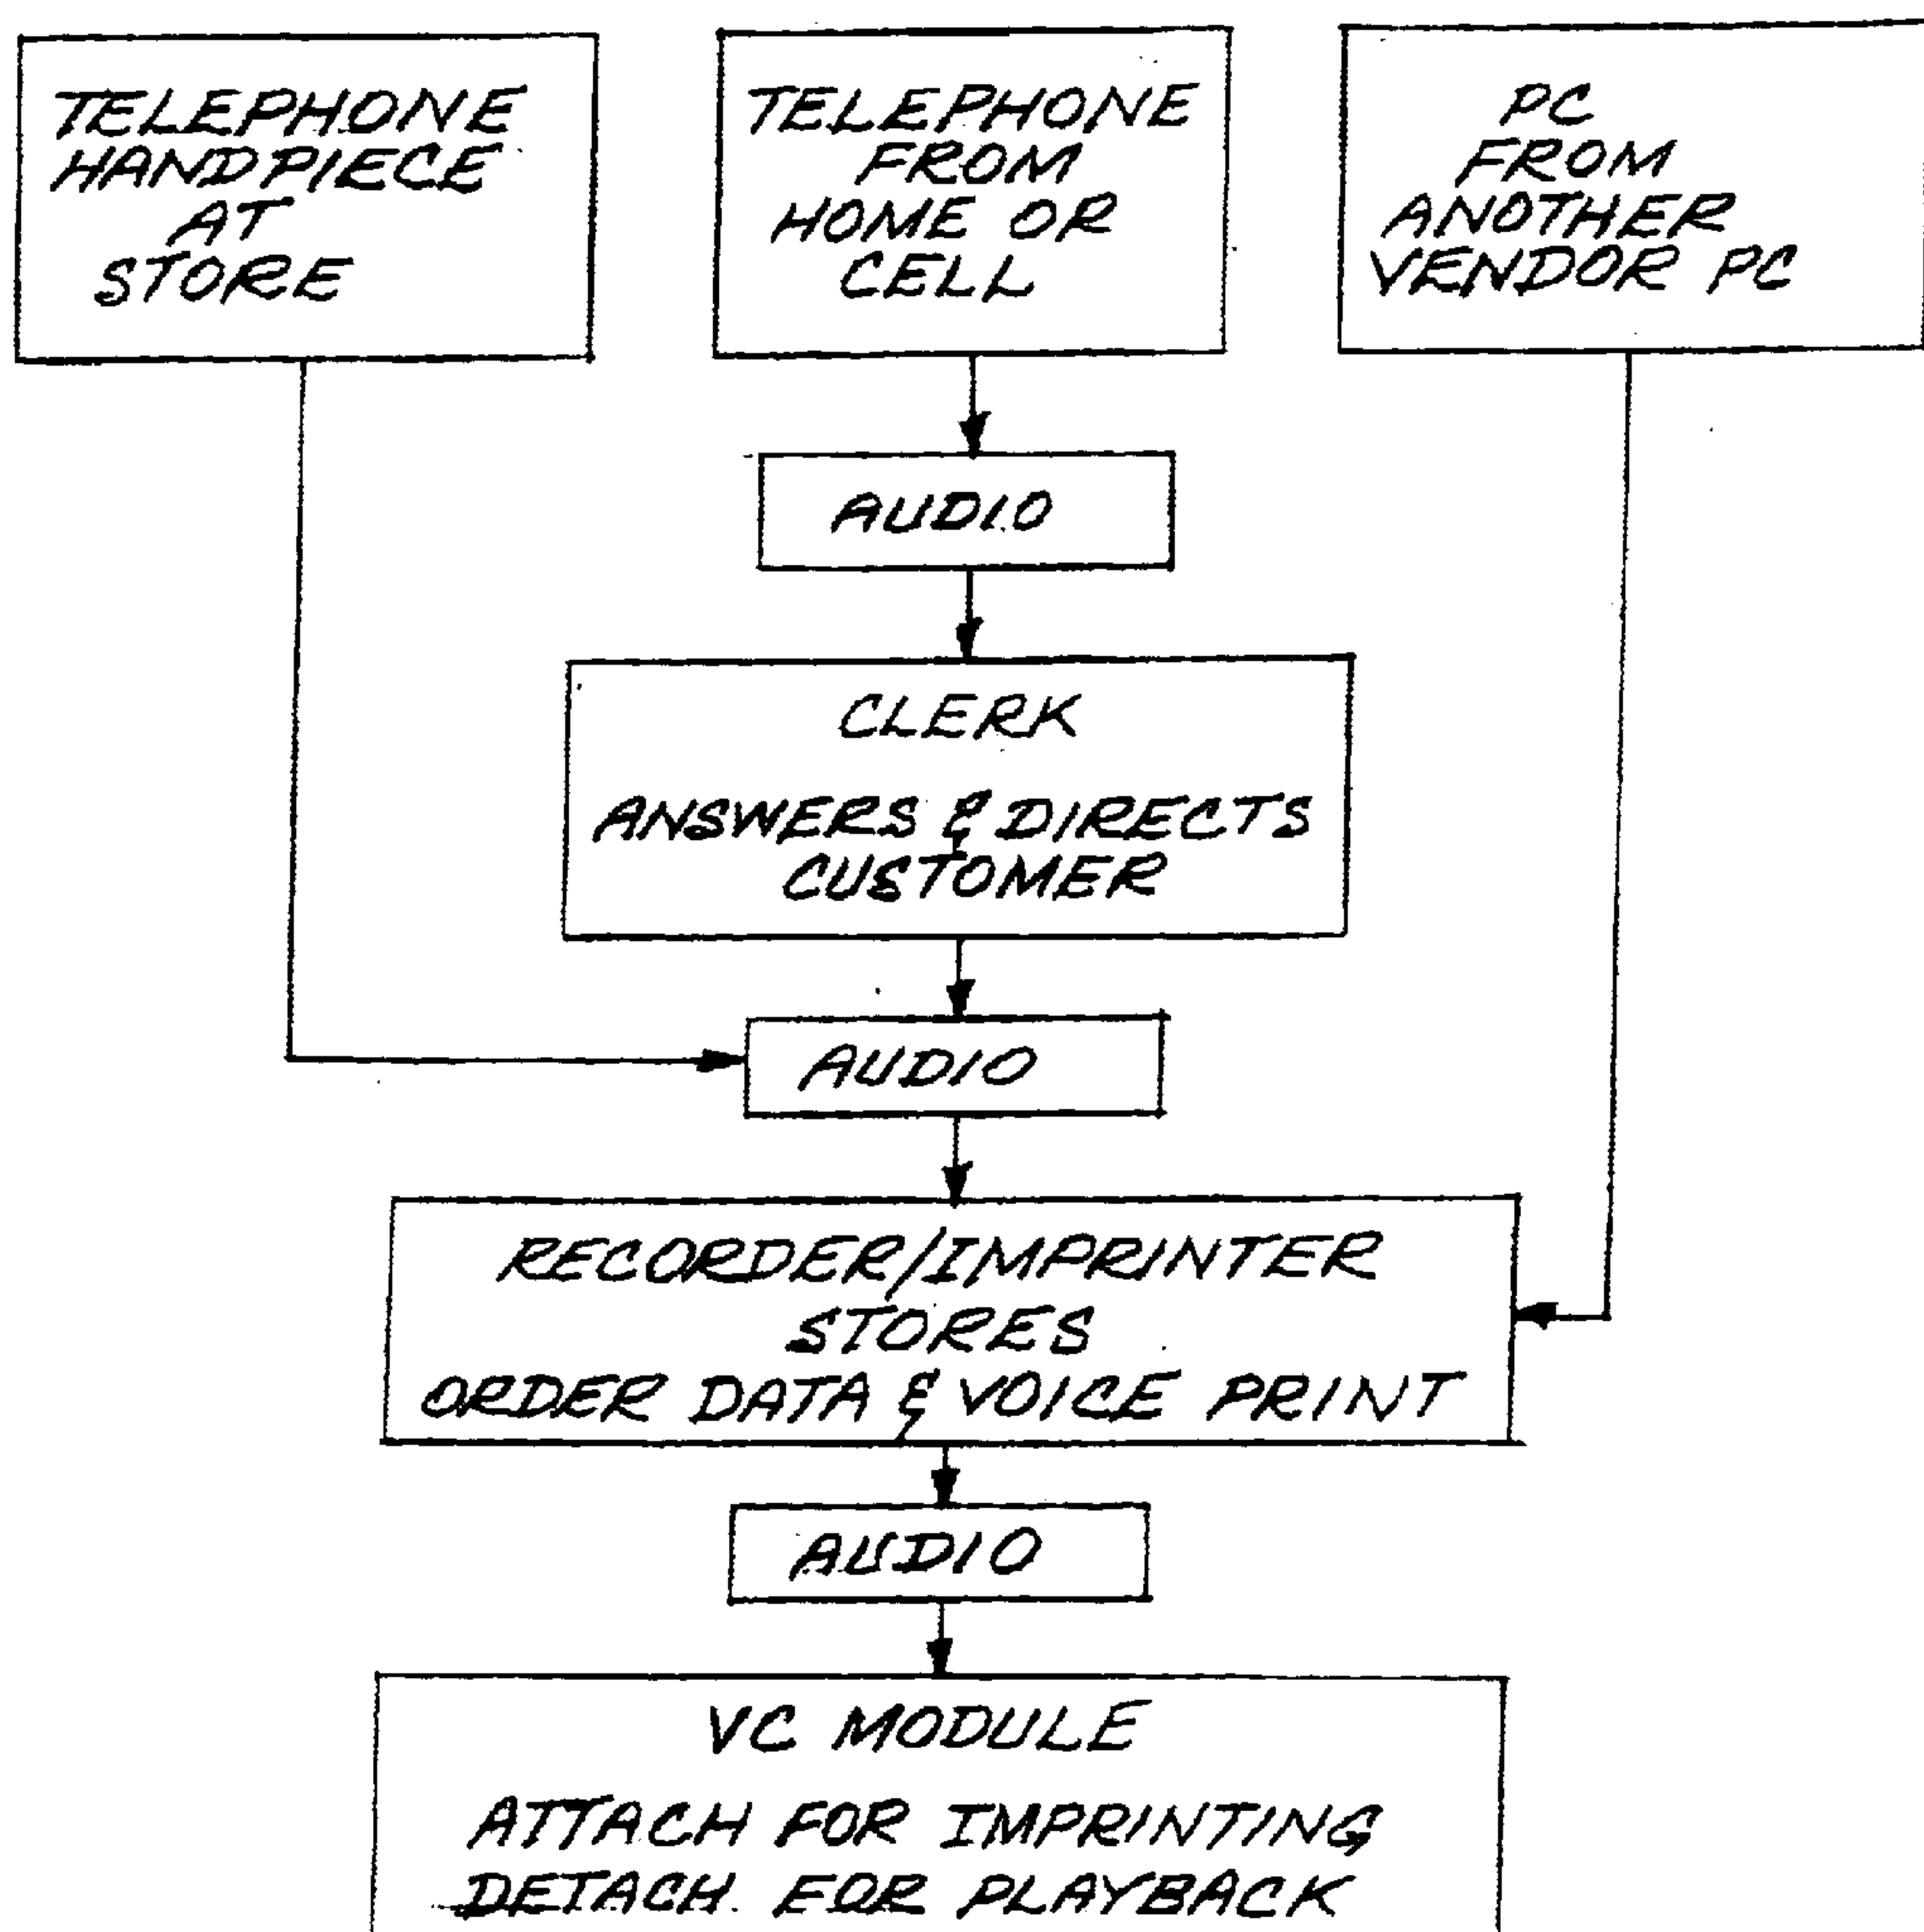 TELEPHONE
HANDPIECE
AT
STORE
TELEPHONE
FROM
HOME OR
CELL
PC
FROM
ANOTHER
VENDOR PC
AUDIO
CLERK
ANSWERS & DIRECTS
CUSTOMER
AUDIO
RECORDER/IMPRINTER
STORES
ORDER DATA & VOICE PRINT
AUDIO
VC MODULE
ATTACH FOR IMPRINTING
DETACH FOR PLAYBACK